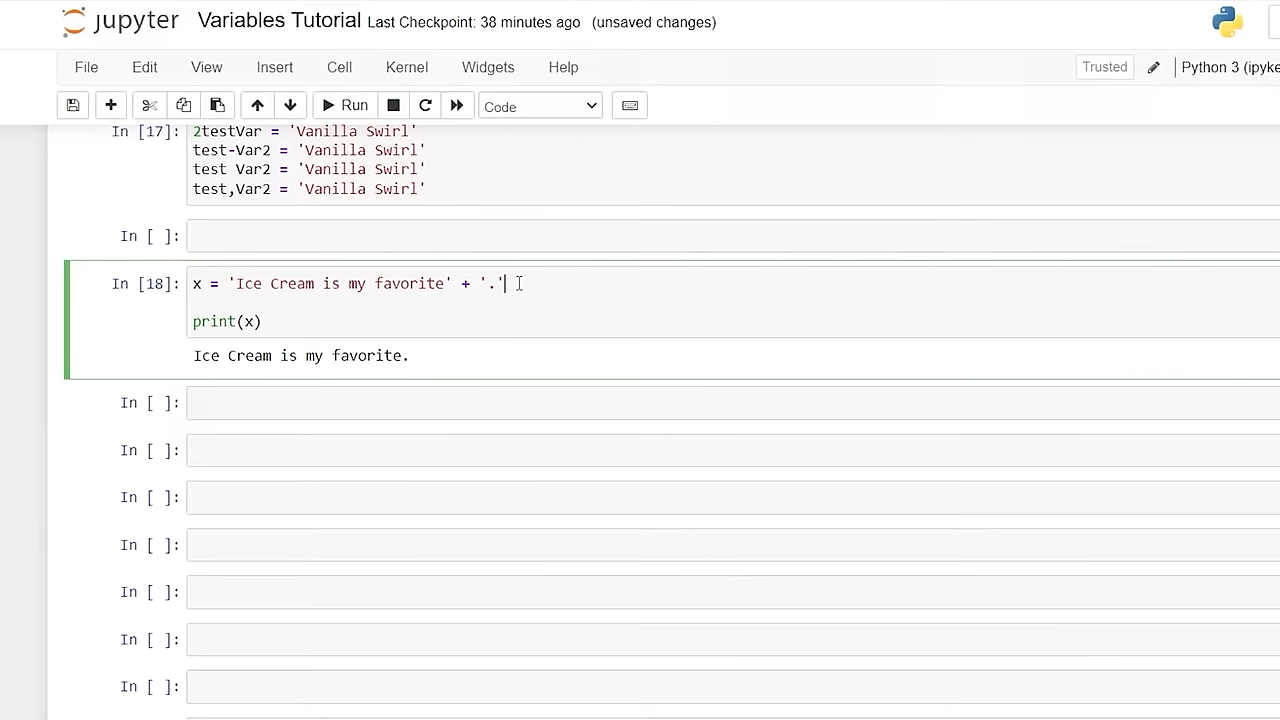 jupyter Variables Tutorial Last Checkpoint: 38 minutes ago (unsaved changes)
File Edit View Insert Cell Kernel Widgets Help Trusted Python 3 (ipyke
Run Code
In [17]: 2testVar = 'Vanilla Swirl'
test-Var2 = 'Vanilla Swirl'
test Var2 = 'Vanilla Swirl'
test,Var2 = 'Vanilla Swirl'
In [ ]:
In [18]: x = 'Ice Cream is my favorite' + '.'
print(x)
Ice Cream is my favorite.
In [ ]:
In [ ]:
In [ ]:
In [ ]:
In [ ]:
In [ ]:
In [ ]: